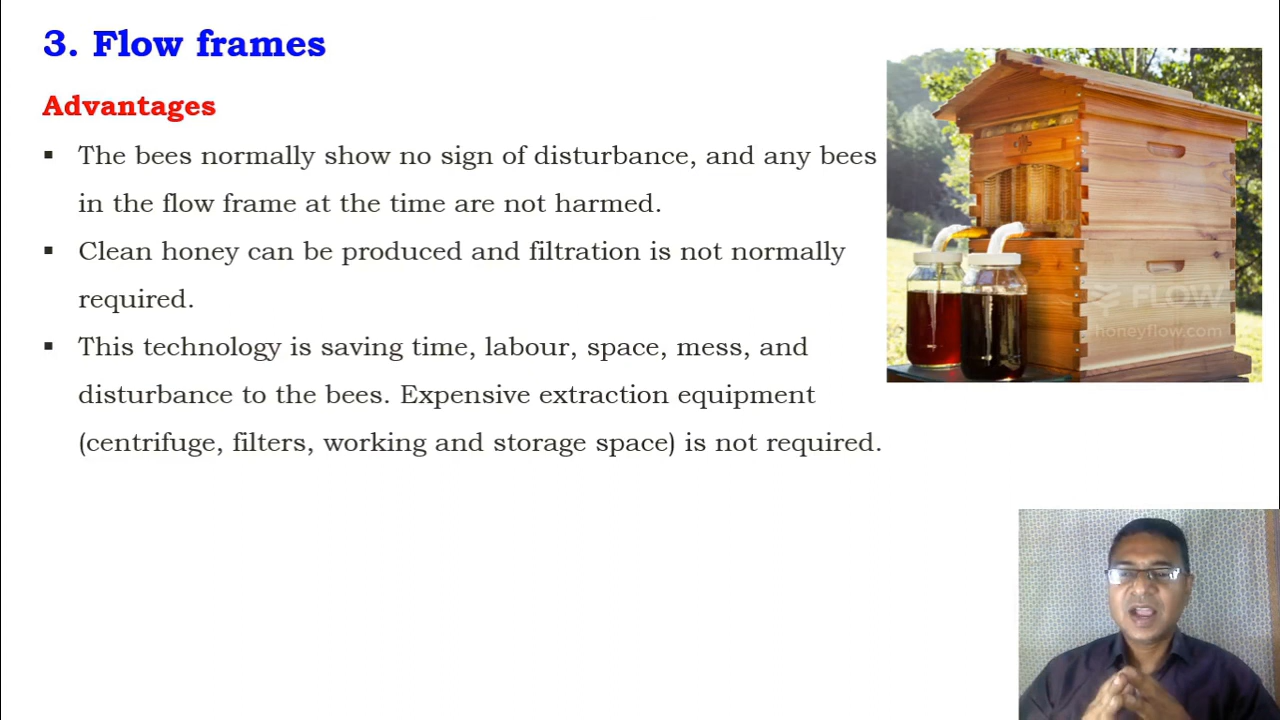 3. Flow frames
Advantages
▪ The bees normally show no sign of disturbance, and any bees
in the flow frame at the time are not harmed.
▪ Clean honey can be produced and filtration is not normally
required.
▪ This technology is saving time, labour, space, mess, and
disturbance to the bees. Expensive extraction equipment
(centrifuge, filters, working and storage space) is not required.
FLOW
honeyflow.com